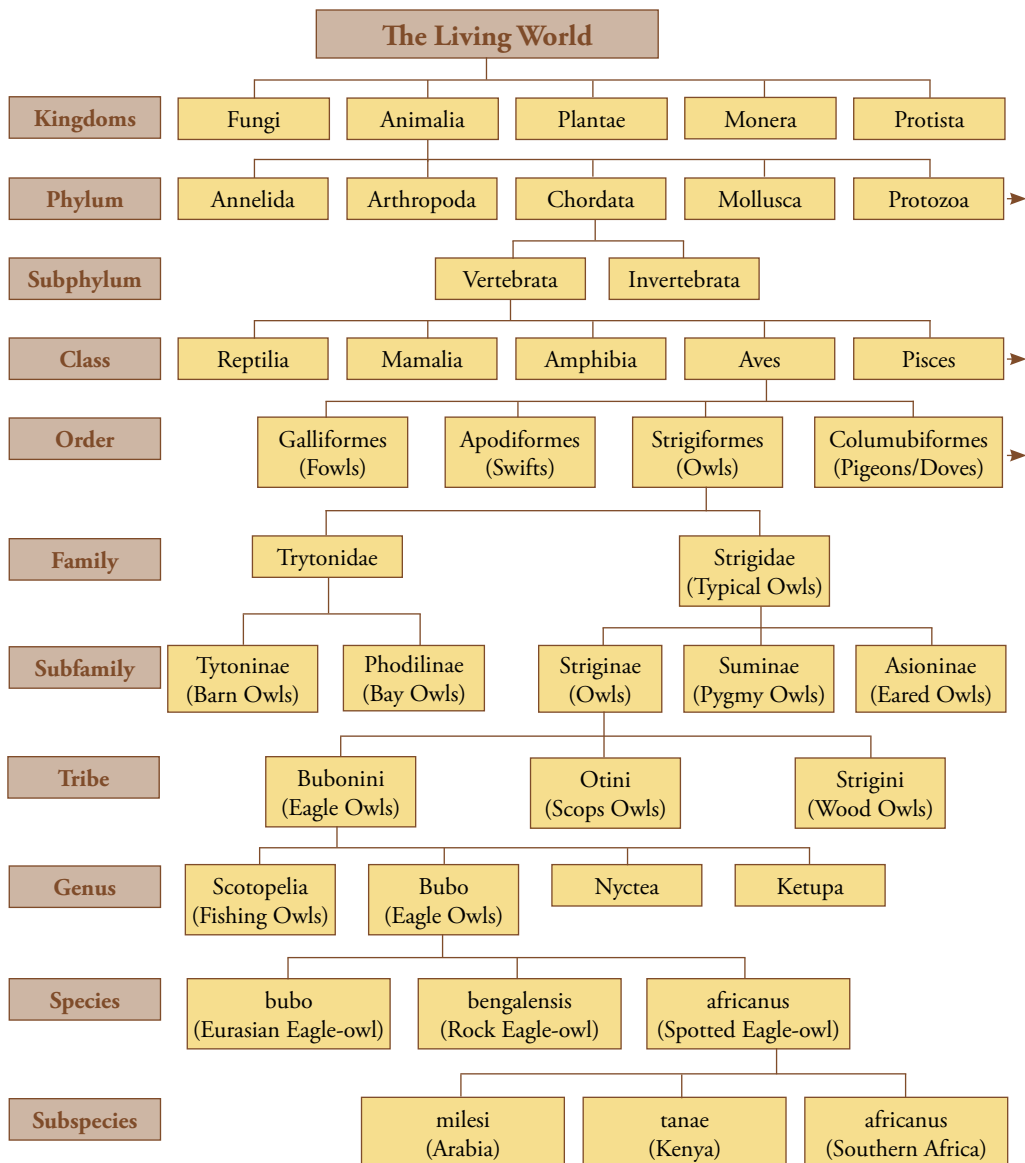 The Living World
Kingdoms
Fungi
Animalia
Plantae
Monera
Protista
Phylum
Annelida
Arthropoda
Chordata
Mollusca
Protozoa
Subphylum
Vertebrata
Invertebrata
Class
Reptilia
Mamalia
Amphibia
Aves
Pisces
Order
Galliformes
(Fowls)
Apodiformes
(Swifts)
Strigiformes
(Owls)
Columubiformes
(Pigeons/Doves)
Family
Trytonidae
Strigidae
(Typical Owls)
Subfamily
Tytoninae
(Barn Owls)
Phodilinae
(Bay Owls)
Striginae
(Owls)
Suminae
(Pygmy Owls)
Asioninae
(Eared Owls)
Tribe
Bubonini
(Eagle Owls)
Otini
(Scops Owls)
Strigini
(Wood Owls)
Genus
Scotopelia
(Fishing Owls)
Bubo
(Eagle Owls)
Nyctea
Ketupa
Species
bubo
(Eurasian Eagle-owl)
bengalensis
(Rock Eagle-owl)
africanus
(Spotted Eagle-owl)
Subspecies
milesi
(Arabia)
tanae
(Kenya)
africanus
(Southern Africa)